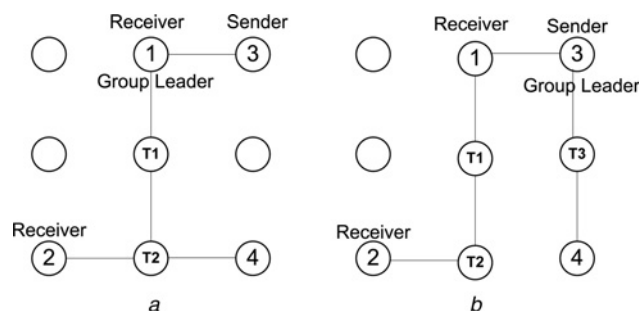 Receiver Sender
1 3
Group Leader
T1
Receiver
2 T2 4
a
Receiver Sender
1 3
Group Leader
T1 T3
Receiver
2 T2 4
b